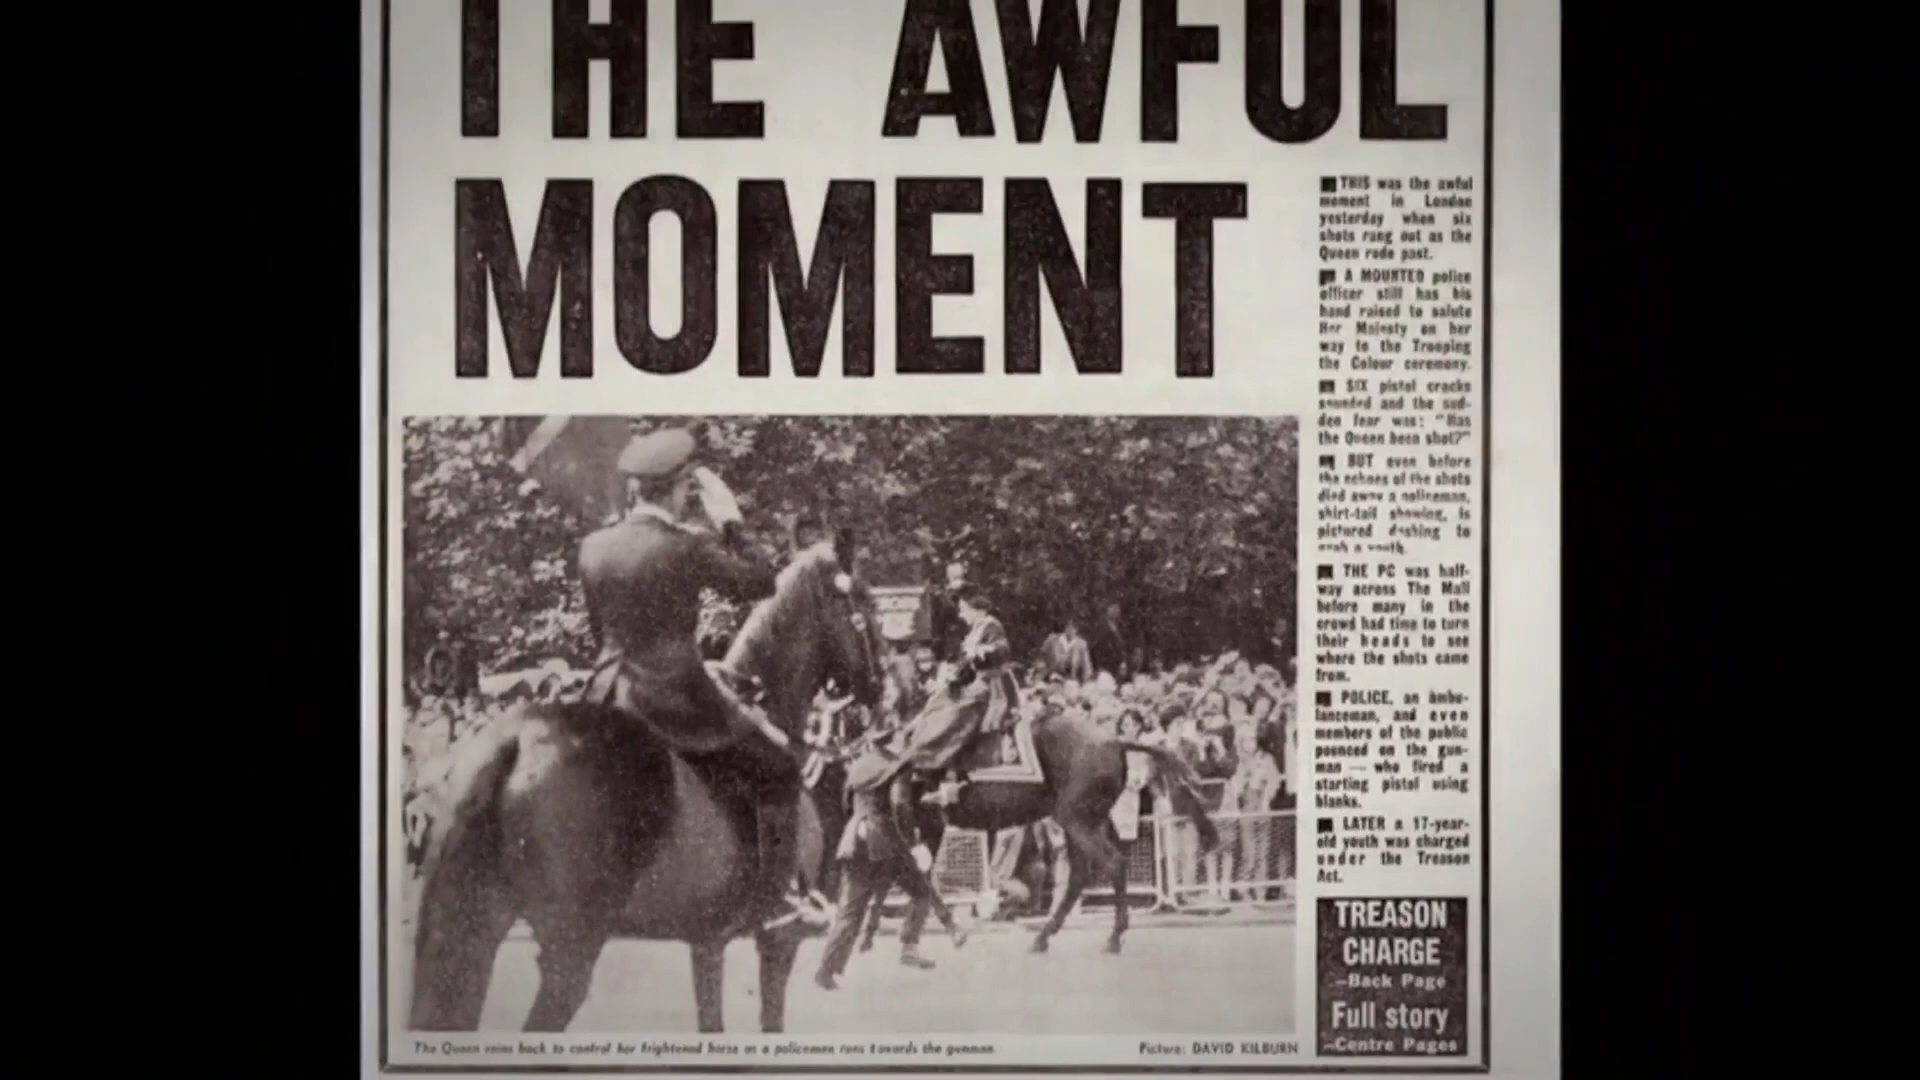 THE AWFUL
MOMENT
THIS was the awful
moment in London
yesterday when six
shots rang out as the
Queen rode past.
A MOUNTED police
officer still has his
hand raised to salute
Her Majesty on her
way to the Trooping
the Colour ceremony.
SIX pistol cracks
sounded and the sud-
den fear was: "Has
the Queen been shot?"
BUT even before
the echoes of the shots
died away a policeman,
shirt-tail showing, is
pictured dashing to
grab a youth.
THE PC was half-
way across The Mall
before many in the
crowd had time to turn
their heads to see
where the shots came
from.
POLICE, an ambu-
lanceman, and even
members of the public
pounced on the gun-
man — who fired a
starting pistol using
blanks.
LATER a 17-year-
old youth was charged
under the Treason
Act.
TREASON
CHARGE
—Back Page
Full story
—Centre Pages
The Queen reins back to control her frightened horse as a policeman runs towards the gunman.
Picture: DAVID KILBURN